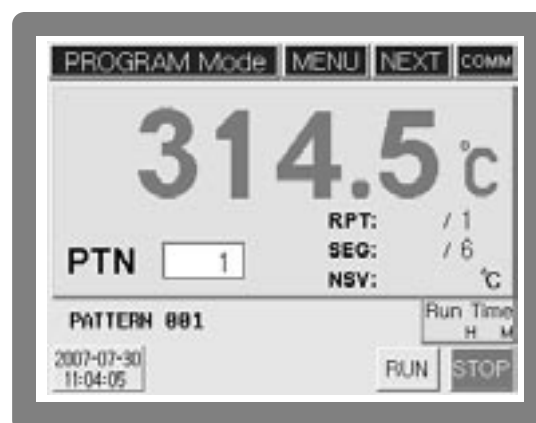 PROGRAM Mode MENU NEXT COMM
314.5 °C
RPT: / 1
PTN 1
SEG: / 6
NSV: °C
PATTERN 001
Run Time
H M
2007-07-30
11:04:05
RUN STOP